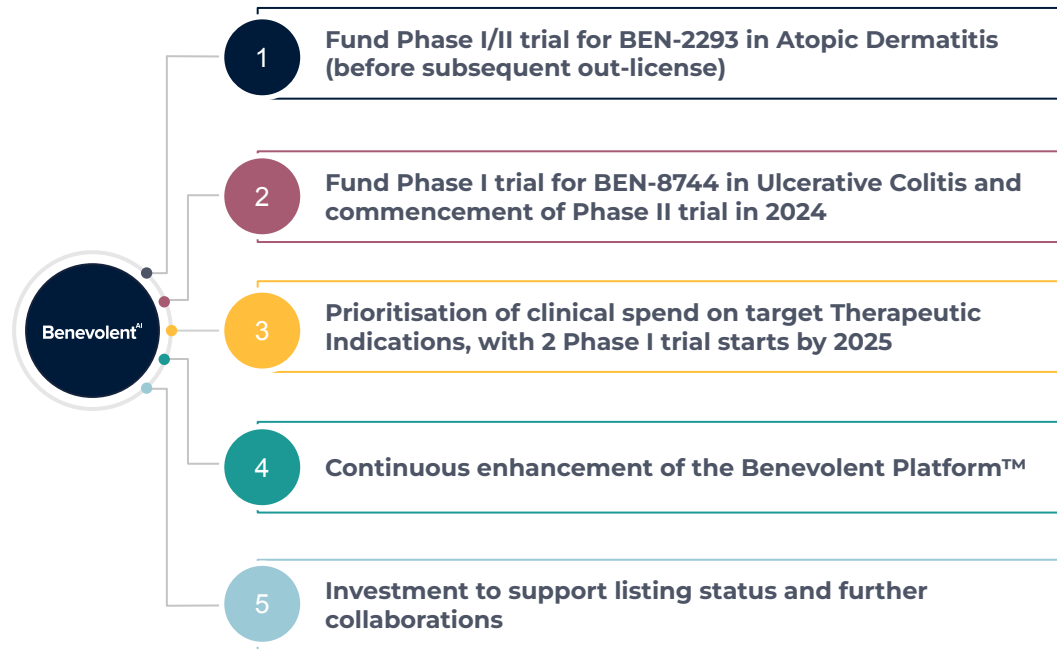 Benevolent^AI
1
Fund Phase I/II trial for BEN-2293 in Atopic Dermatitis
(before subsequent out-license)
2
Fund Phase I trial for BEN-8744 in Ulcerative Colitis and
commencement of Phase II trial in 2024
3
Prioritisation of clinical spend on target Therapeutic
Indications, with 2 Phase I trial starts by 2025
4
Continuous enhancement of the Benevolent Platform™
5
Investment to support listing status and further
collaborations